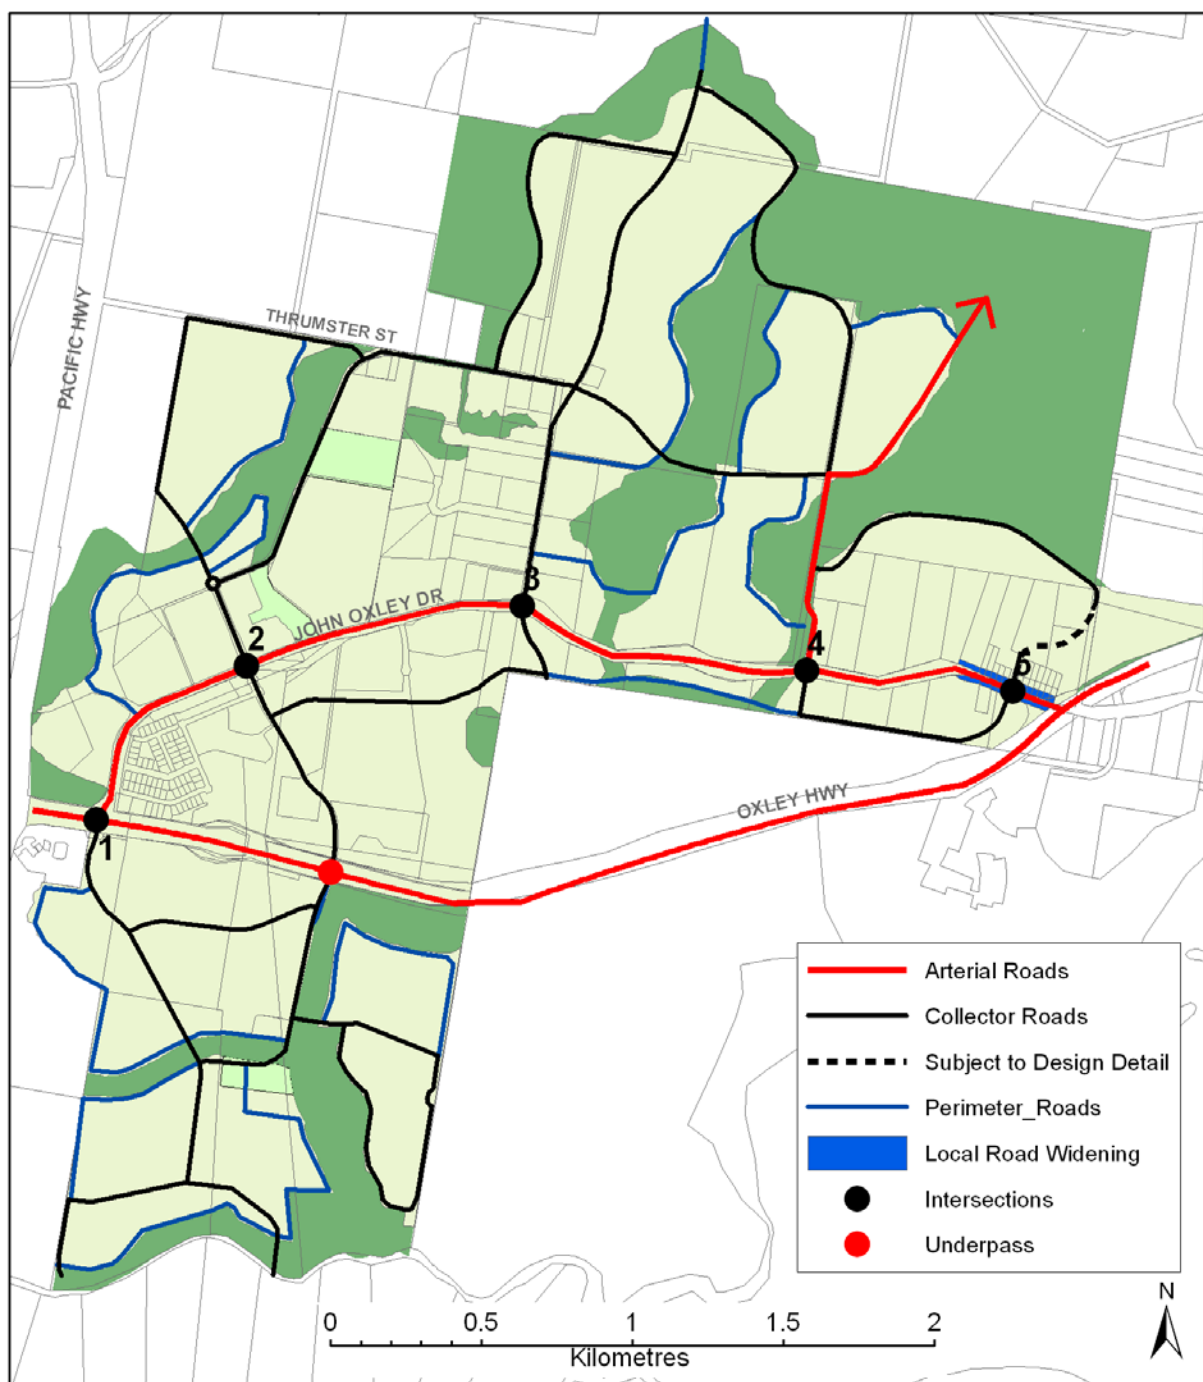 THRUMSTER ST
PACIFIC HWY
3
JOHN OXLEY DR
2
4
5
1
OXLEY HWY
Arterial Roads
Collector Roads
Subject to Design Detail
Perimeter_Roads
Local Road Widening
Intersections
Underpass
N
0 0.5 1 1.5 2
Kilometres